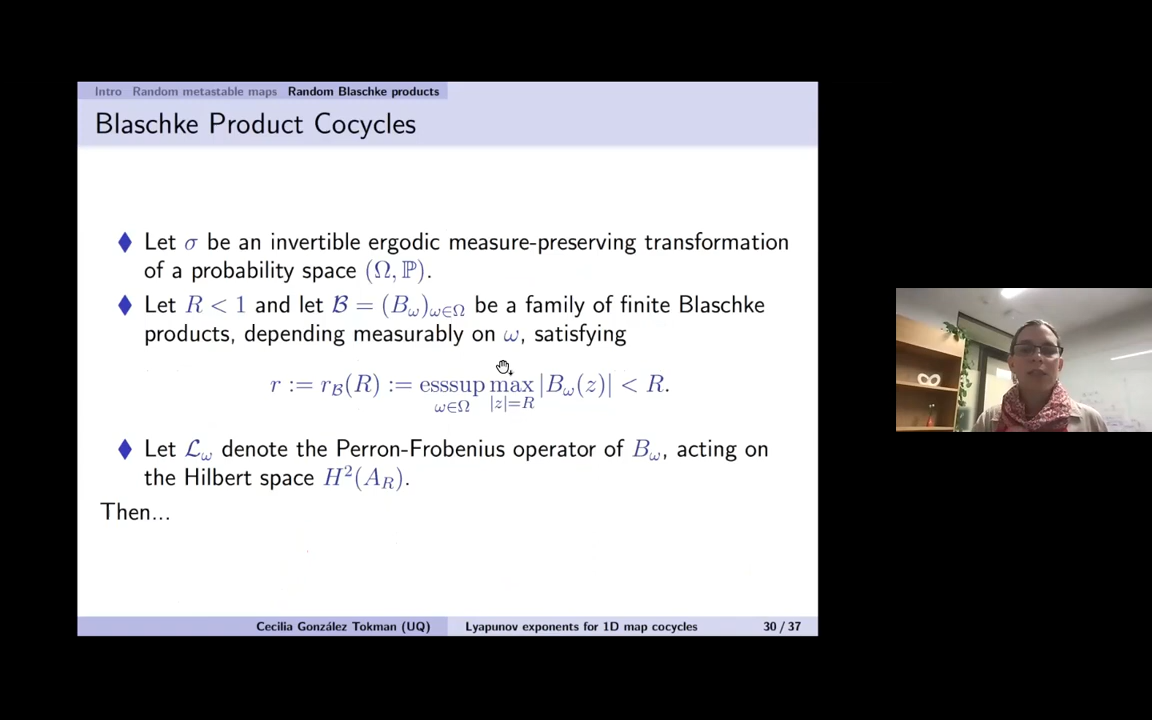 Intro Random metastable maps Random Blaschke products
Blaschke Product Cocycles
♦ Let σ be an invertible ergodic measure-preserving transformation
of a probability space (Ω, ℙ).
♦ Let R < 1 and let ℬ = (B_ω)_{ω∈Ω} be a family of finite Blaschke
products, depending measurably on ω, satisfying
r := r_ℬ(R) := esssup_{ω∈Ω} max_{|z|=R} |B_ω(z)| < R.
♦ Let ℒ_ω denote the Perron-Frobenius operator of B_ω, acting on
the Hilbert space H²(A_R).
Then...
Cecilia González Tokman (UQ) Lyapunov exponents for 1D map cocycles 30 / 37